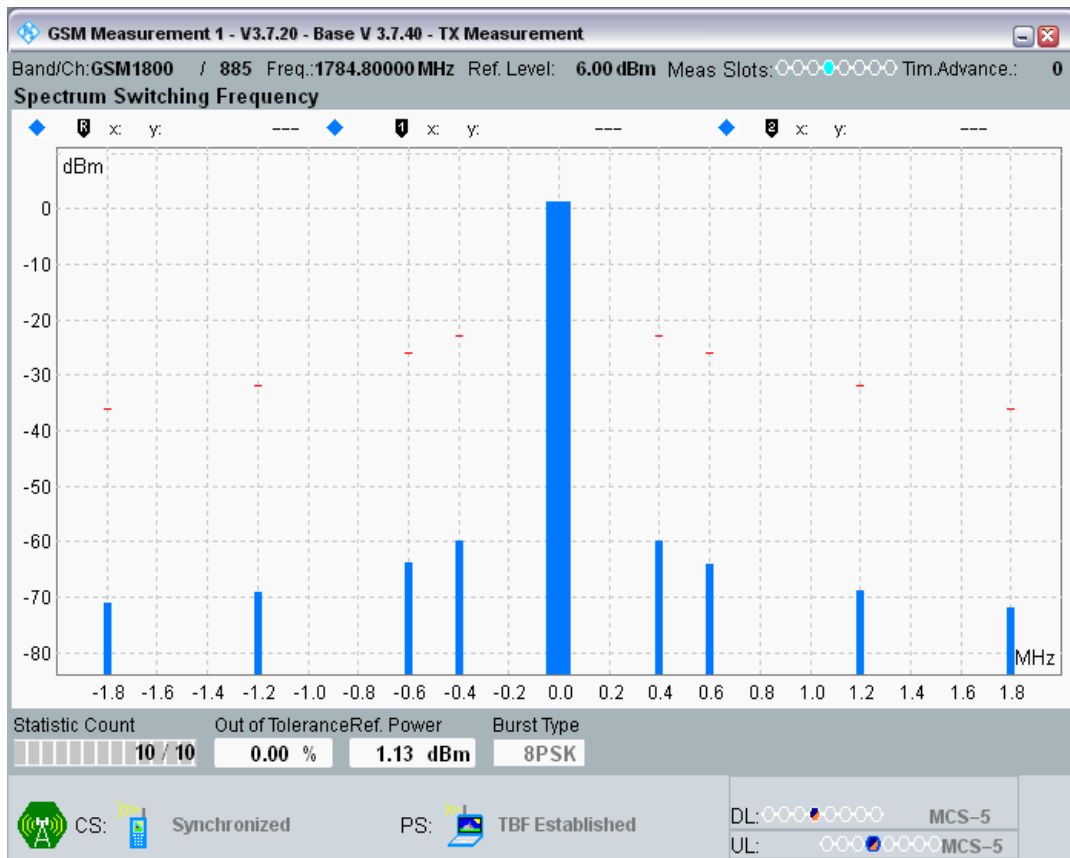 GSM Measurement 1 - V3.7.20 - Base V 3.7.40 - TX Measurement
Band/Ch:GSM1800 / 885 Freq.:1784.80000 MHz Ref. Level: 6.00 dBm Meas Slots: Tim.Advance.: 0
Spectrum Switching Frequency
R x: y: --- 1 x: y: --- 2 x: y: ---
dBm
0
-10
-20
-30
-40
-50
-60
-70
-80
MHz
-1.8 -1.6 -1.4 -1.2 -1.0 -0.8 -0.6 -0.4 -0.2 0.0 0.2 0.4 0.6 0.8 1.0 1.2 1.4 1.6 1.8
Statistic Count Out of Tolerance Ref. Power Burst Type
10 / 10 0.00 % 1.13 dBm 8PSK
CS: Synchronized PS: TBF Established
DL: MCS-5
UL: MCS-5